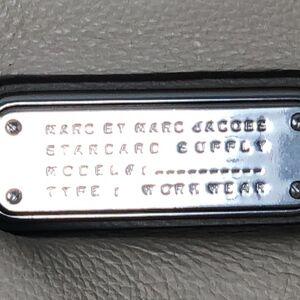 MARC BY MARC JACOBS
STANDARD SUPPLY
MODEL#:----------
TYPE: WORKWEAR